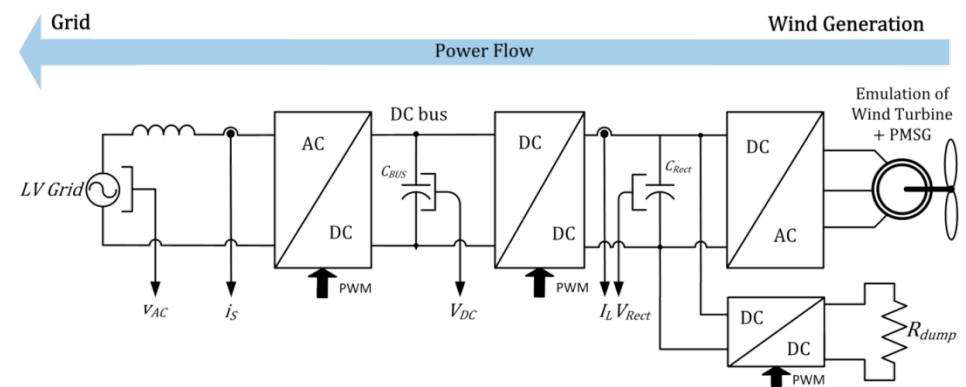 Grid
Wind Generation
Power Flow
Emulation of
Wind Turbine
+ PMSG
DC bus
AC
DC
DC
DC
DC
AC
C_BUS
C_Rect
LV Grid
PWM
PWM
v_AC
i_S
V_DC
I_L V_Rect
DC
DC
R_dump
PWM